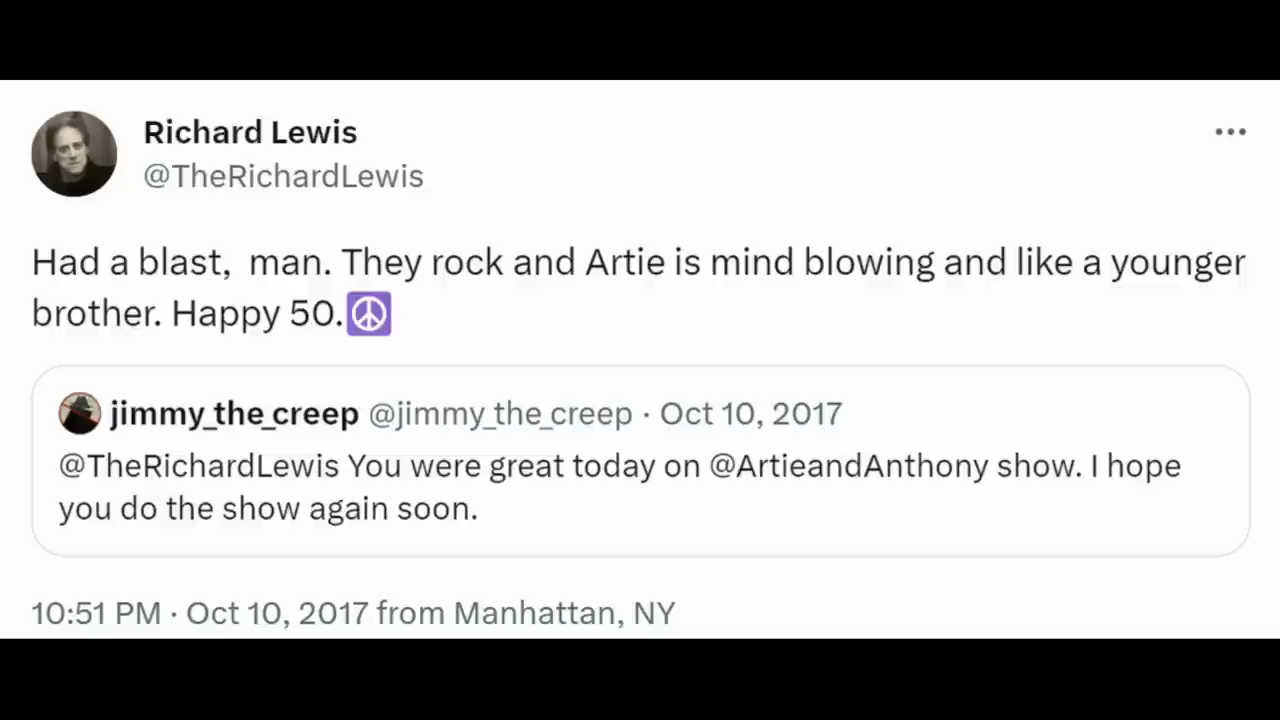 Richard Lewis
@TheRichardLewis
Had a blast,  man. They rock and Artie is mind blowing and like a younger
brother. Happy 50.☮️
jimmy_the_creep @jimmy_the_creep · Oct 10, 2017
@TheRichardLewis You were great today on @ArtieandAnthony show. I hope
you do the show again soon.
10:51 PM · Oct 10, 2017 from Manhattan, NY